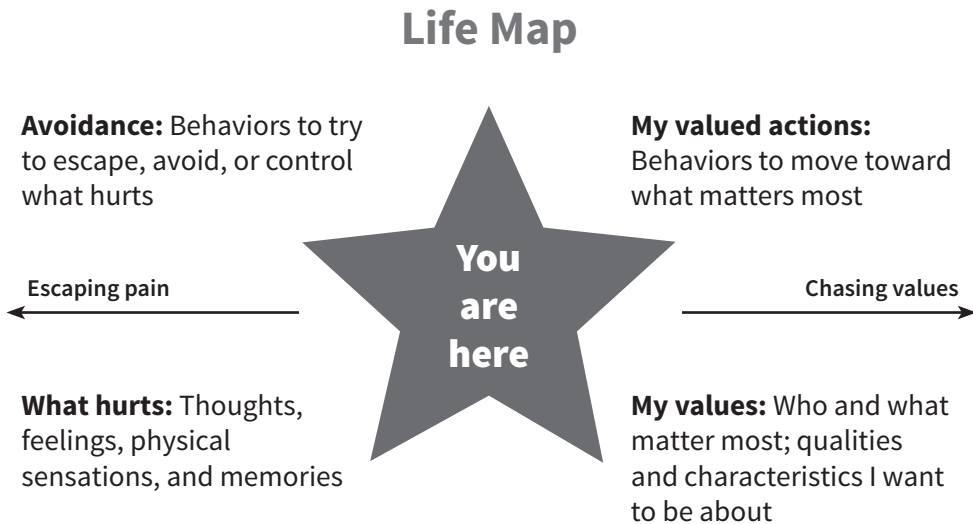 Life Map
Avoidance: Behaviors to try
to escape, avoid, or control
what hurts
My valued actions:
Behaviors to move toward
what matters most
You
are
here
Escaping pain
Chasing values
What hurts: Thoughts,
feelings, physical
sensations, and memories
My values: Who and what
matter most; qualities
and characteristics I want
to be about